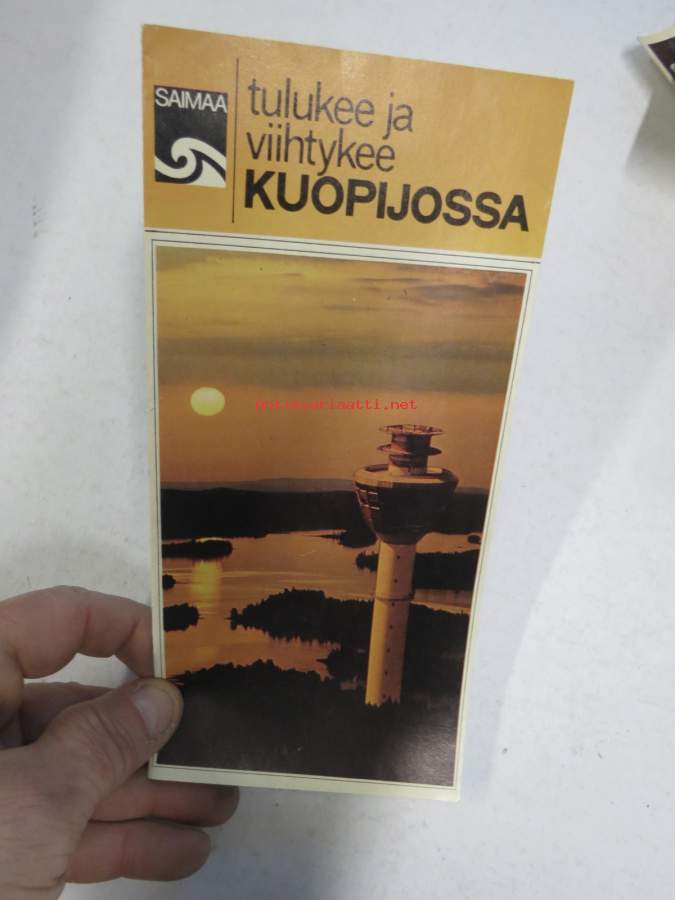 SAIMAA
tulukee ja
viihtykee
KUOPIJOSSA
Antikvariaatti.net